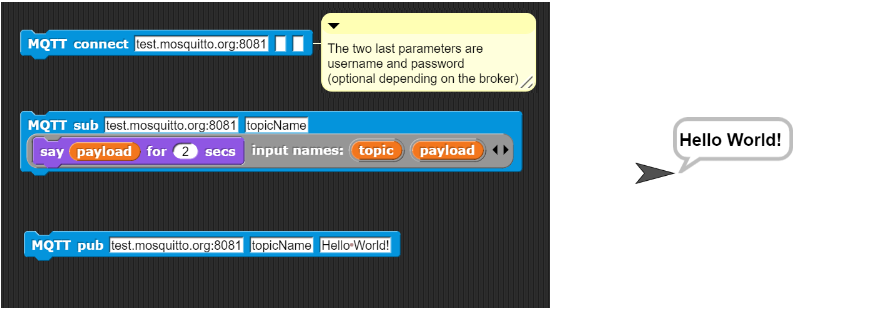 MQTT connect test.mosquitto.org:8081
The two last parameters are
username and password
(optional depending on the broker)
MQTT sub test.mosquitto.org:8081 topicName
say payload for 2 secs input names: topic payload
Hello World!
MQTT pub test.mosquitto.org:8081 topicName Hello•World!